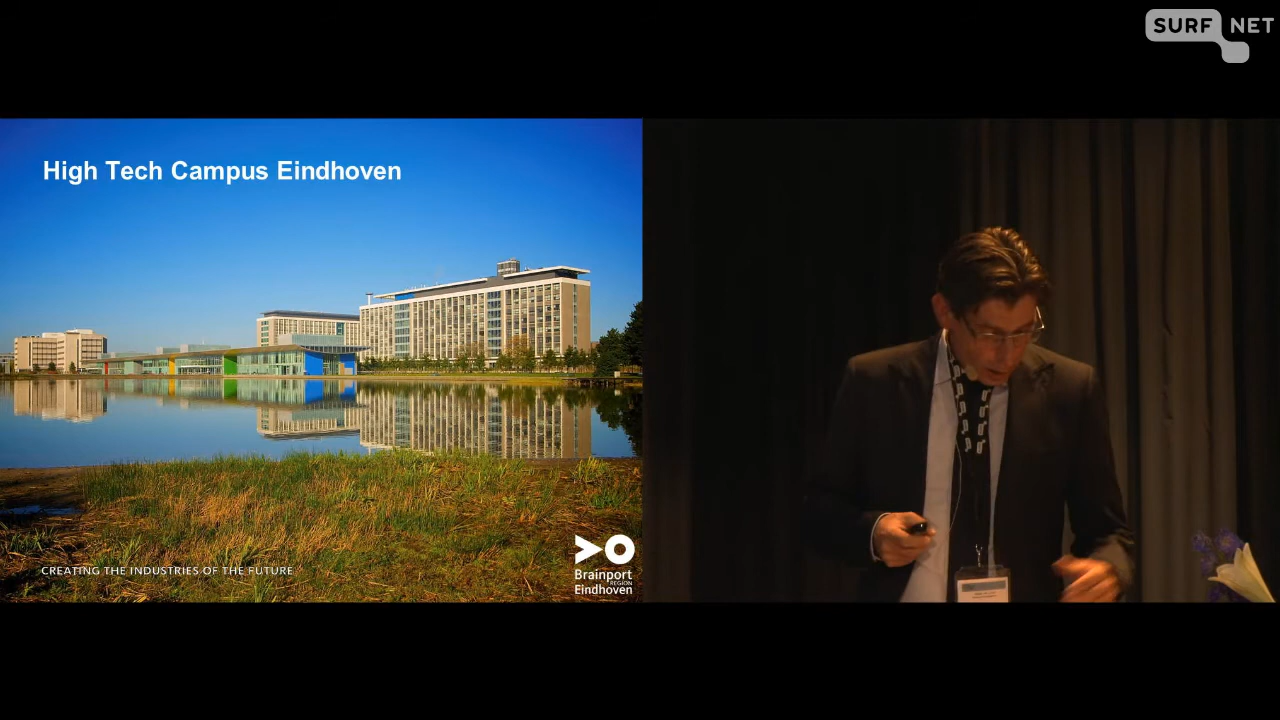 SURF NET
High Tech Campus Eindhoven
CREATING THE INDUSTRIES OF THE FUTURE
Brainport
REGION
Eindhoven